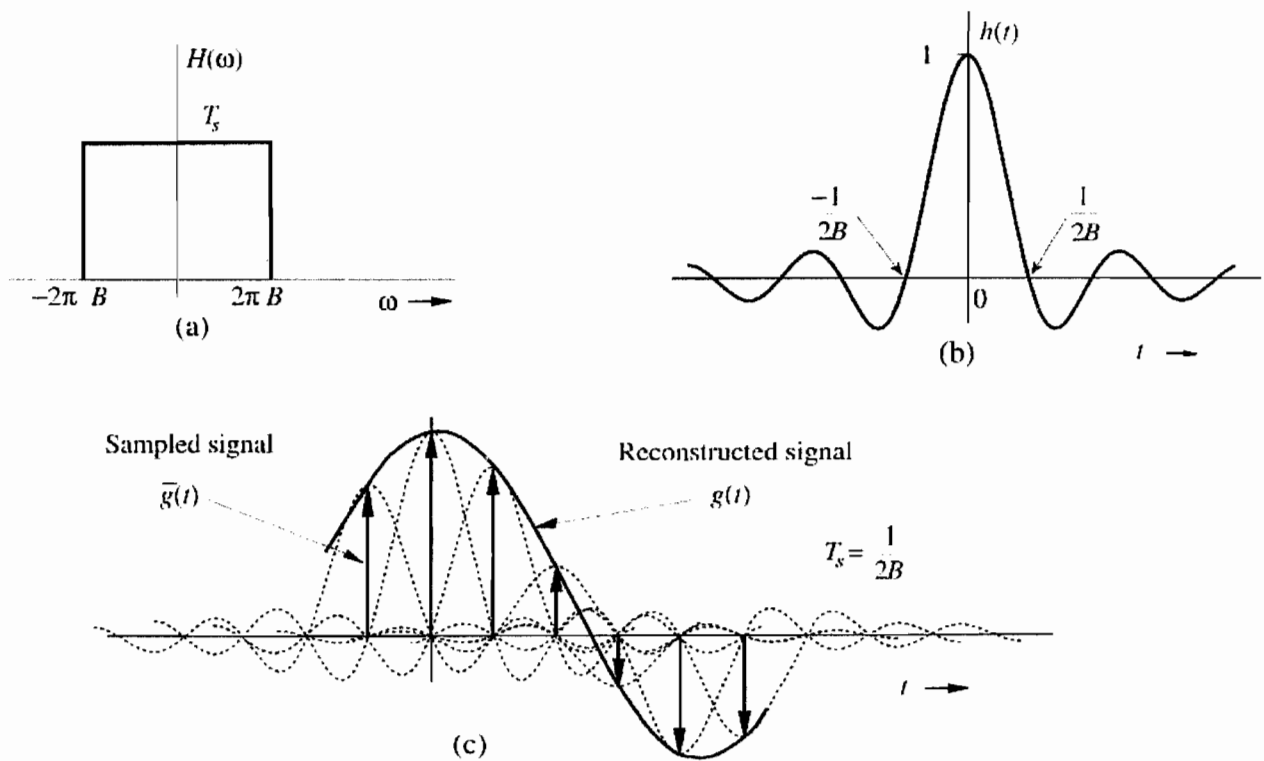 H(ω)
T_s
−2π B
2π B
ω
(a)
h(t)
1
−1/2B
1/2B
0
t
(b)
Sampled signal
g̅(t)
Reconstructed signal
g(t)
T_s = 1/2B
t
(c)